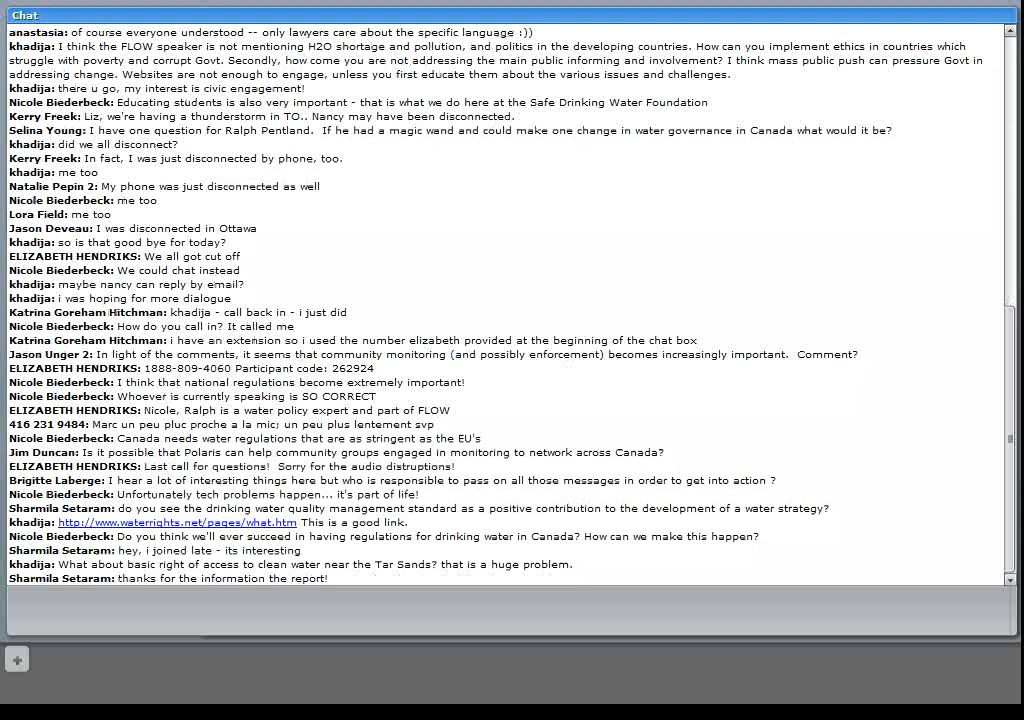 Chat
anastasia: of course everyone understood -- only lawyers care about the specific language :))
khadija: I think the FLOW speaker is not mentioning H2O shortage and pollution, and politics in the developing countries. How can you implement ethics in countries which
struggle with poverty and corrupt Govt. Secondly, how come you are not addressing the main public informing and involvement? I think mass public push can pressure Govt in
addressing change. Websites are not enough to engage, unless you first educate them about the various issues and challenges.
khadija: there u go, my interest is civic engagement!
Nicole Biederbeck: Educating students is also very important - that is what we do here at the Safe Drinking Water Foundation
Kerry Freek: Liz, we're having a thunderstorm in TO.. Nancy may have been disconnected.
Selina Young: I have one question for Ralph Pentland.  If he had a magic wand and could make one change in water governance in Canada what would it be?
khadija: did we all disconnect?
Kerry Freek: In fact, I was just disconnected by phone, too.
khadija: me too
Natalie Pepin 2: My phone was just disconnected as well
Nicole Biederbeck: me too
Lora Field: me too
Jason Deveau: I was disconnected in Ottawa
khadija: so is that good bye for today?
ELIZABETH HENDRIKS: We all got cut off
Nicole Biederbeck: We could chat instead
khadija: maybe nancy can reply by email?
khadija: i was hoping for more dialogue
Katrina Goreham Hitchman: khadija - call back in - i just did
Nicole Biederbeck: How do you call in? It called me
Katrina Goreham Hitchman: i have an extension so i used the number elizabeth provided at the beginning of the chat box
Jason Unger 2: In light of the comments, it seems that community monitoring (and possibly enforcement) becomes increasingly important.  Comment?
ELIZABETH HENDRIKS: 1888-809-4060 Participant code: 262924
Nicole Biederbeck: I think that national regulations become extremely important!
Nicole Biederbeck: Whoever is currently speaking is SO CORRECT
ELIZABETH HENDRIKS: Nicole, Ralph is a water policy expert and part of FLOW
416 231 9484: Marc un peu pluc proche a la mic; un peu plus lentement svp
Nicole Biederbeck: Canada needs water regulations that are as stringent as the EU's
Jim Duncan: Is it possible that Polaris can help community groups engaged in monitoring to network across Canada?
ELIZABETH HENDRIKS: Last call for questions!  Sorry for the audio distruptions!
Brigitte Laberge: I hear a lot of interesting things here but who is responsible to pass on all those messages in order to get into action ?
Nicole Biederbeck: Unfortunately tech problems happen... it's part of life!
Sharmila Setaram: do you see the drinking water quality management standard as a positive contribution to the development of a water strategy?
khadija: http://www.waterrights.net/pages/what.htm This is a good link.
Nicole Biederbeck: Do you think we'll ever succeed in having regulations for drinking water in Canada? How can we make this happen?
Sharmila Setaram: hey, i joined late - its interesting
khadija: What about basic right of access to clean water near the Tar Sands? that is a huge problem.
Sharmila Setaram: thanks for the information the report!